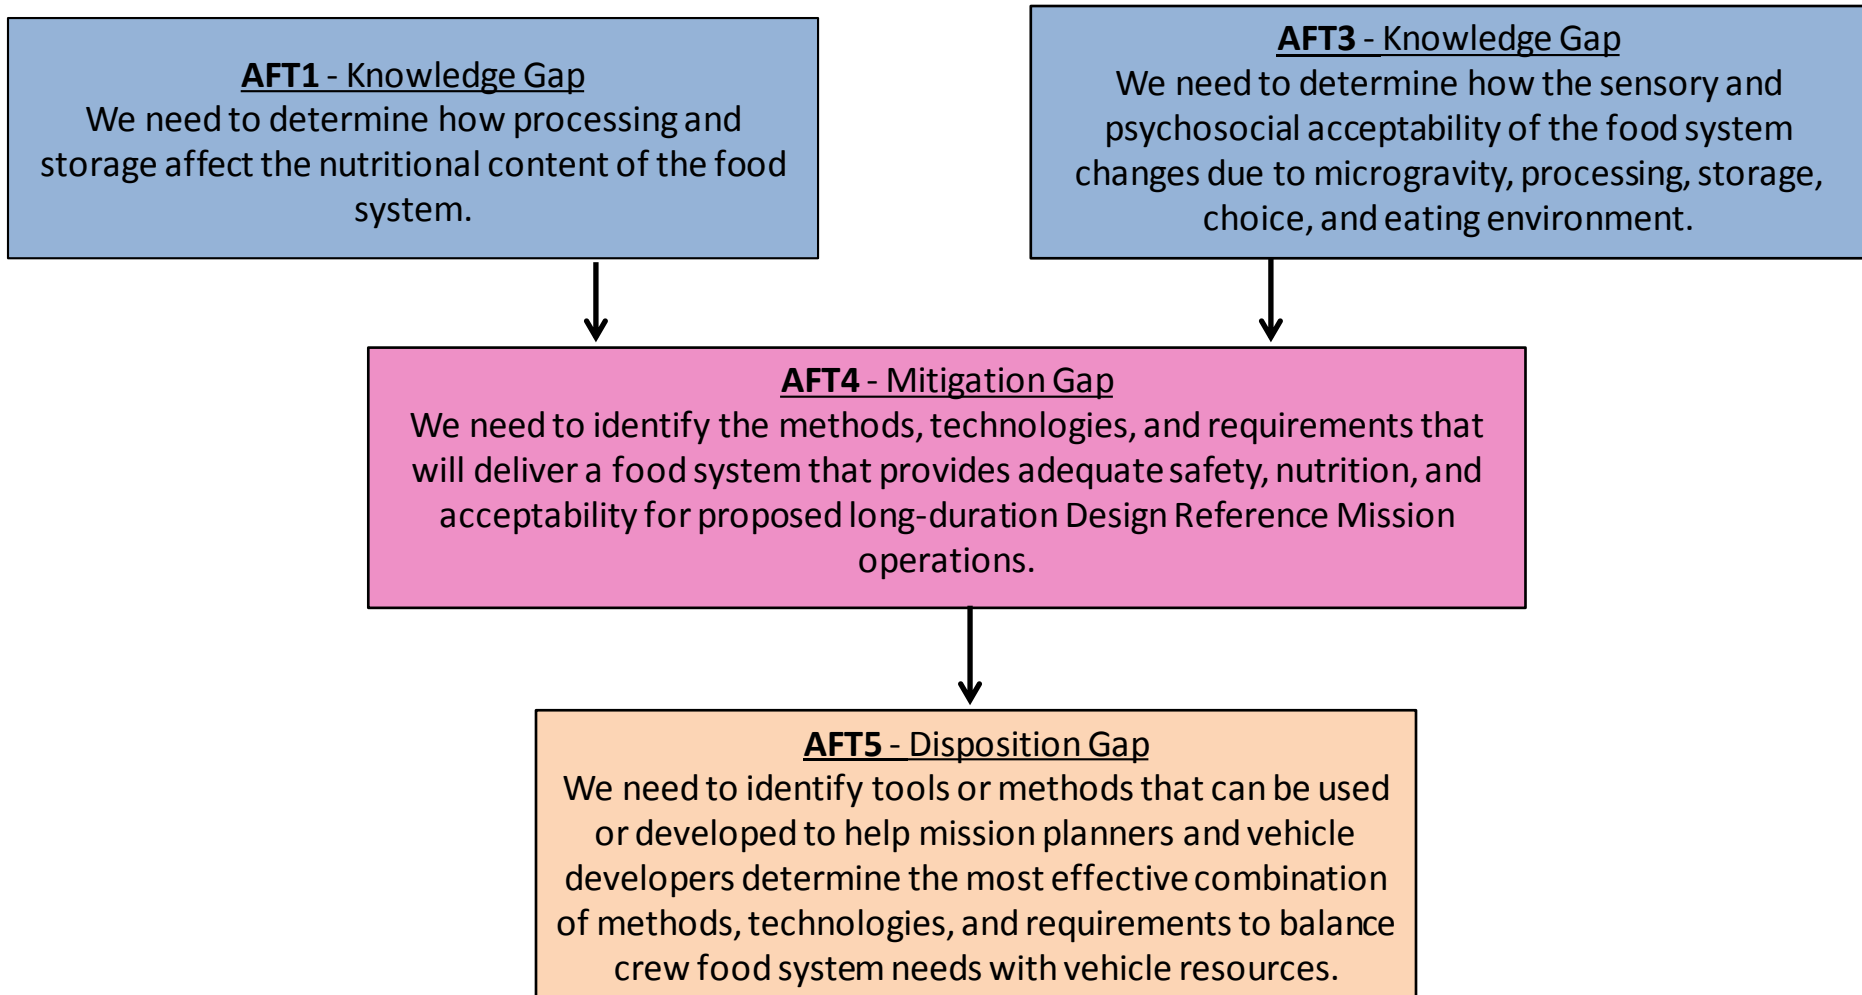 AFT1 - Knowledge Gap
We need to determine how processing and
storage affect the nutritional content of the food
system.
AFT3 - Knowledge Gap
We need to determine how the sensory and
psychosocial acceptability of the food system
changes due to microgravity, processing, storage,
choice, and eating environment.
AFT4 - Mitigation Gap
We need to identify the methods, technologies, and requirements that
will deliver a food system that provides adequate safety, nutrition, and
acceptability for proposed long-duration Design Reference Mission
operations.
AFT5 - Disposition Gap
We need to identify tools or methods that can be used
or developed to help mission planners and vehicle
developers determine the most effective combination
of methods, technologies, and requirements to balance
crew food system needs with vehicle resources.